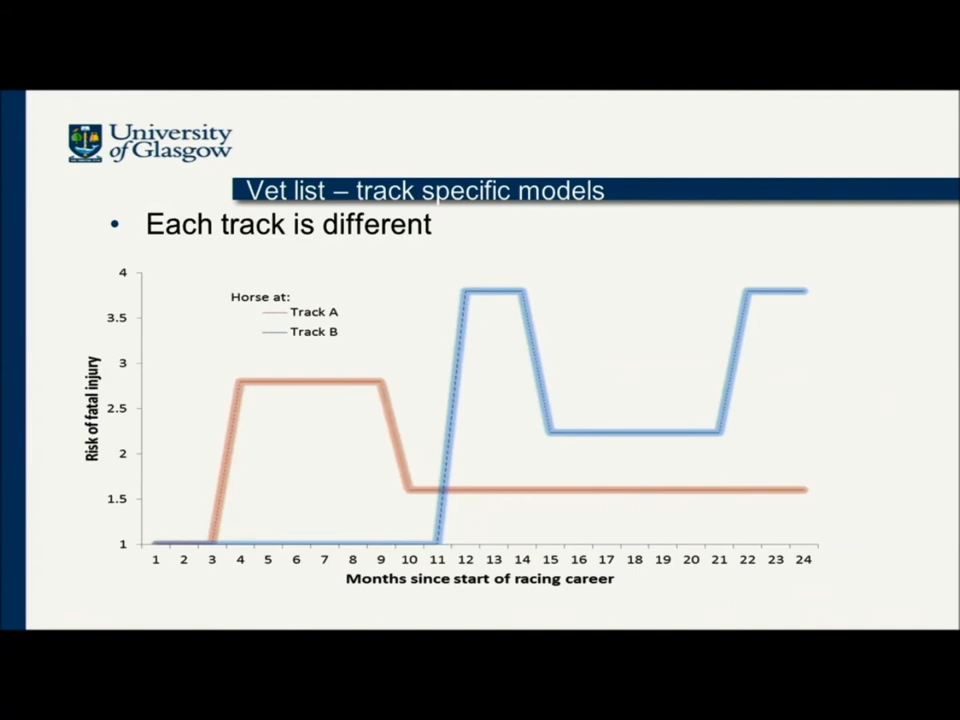 University
of Glasgow
Vet list – track specific models
• Each track is different
4
3.5
3
2.5
2
1.5
1
Risk of fatal injury
Horse at:
Track A
Track B
1 2 3 4 5 6 7 8 9 10 11 12 13 14 15 16 17 18 19 20 21 22 23 24
Months since start of racing career